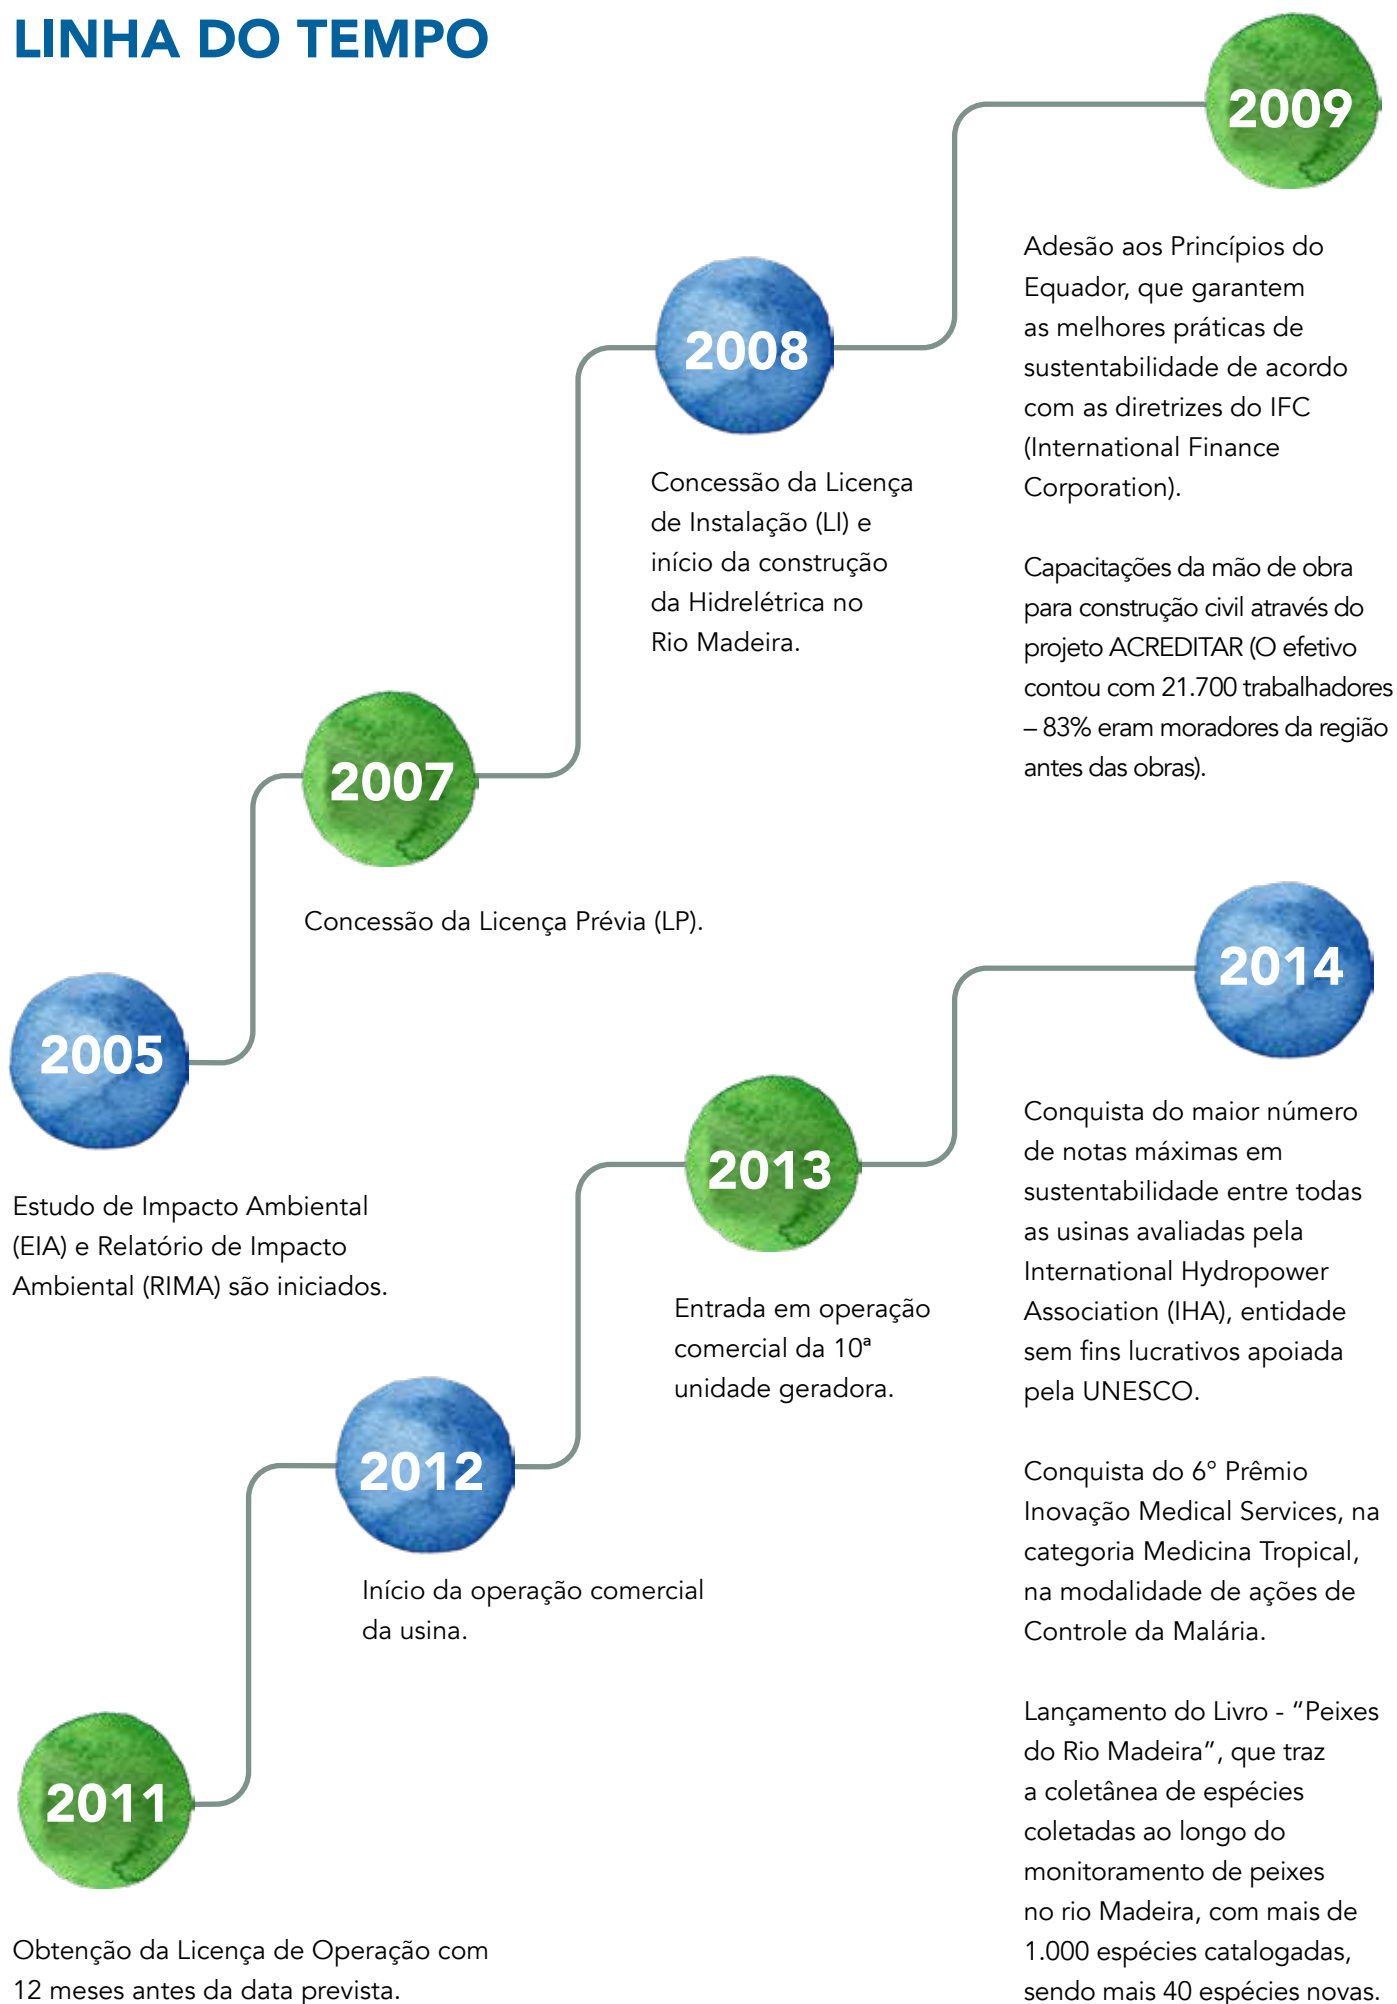 LINHA DO TEMPO
2005
Estudo de Impacto Ambiental
(EIA) e Relatório de Impacto
Ambiental (RIMA) são iniciados.
2007
Concessão da Licença Prévia (LP).
2008
Concessão da Licença
de Instalação (LI) e
início da construção
da Hidrelétrica no
Rio Madeira.
2009
Adesão aos Princípios do
Equador, que garantem
as melhores práticas de
sustentabilidade de acordo
com as diretrizes do IFC
(International Finance
Corporation).
Capacitações da mão de obra
para construção civil através do
projeto ACREDITAR (O efetivo
contou com 21.700 trabalhadores
– 83% eram moradores da região
antes das obras).
2011
Obtenção da Licença de Operação com
12 meses antes da data prevista.
2012
Início da operação comercial
da usina.
2013
Entrada em operação
comercial da 10ª
unidade geradora.
2014
Conquista do maior número
de notas máximas em
sustentabilidade entre todas
as usinas avaliadas pela
International Hydropower
Association (IHA), entidade
sem fins lucrativos apoiada
pela UNESCO.
Conquista do 6º Prêmio
Inovação Medical Services, na
categoria Medicina Tropical,
na modalidade de ações de
Controle da Malária.
Lançamento do Livro - “Peixes
do Rio Madeira”, que traz
a coletânea de espécies
coletadas ao longo do
monitoramento de peixes
no rio Madeira, com mais de
1.000 espécies catalogadas,
sendo mais 40 espécies novas.